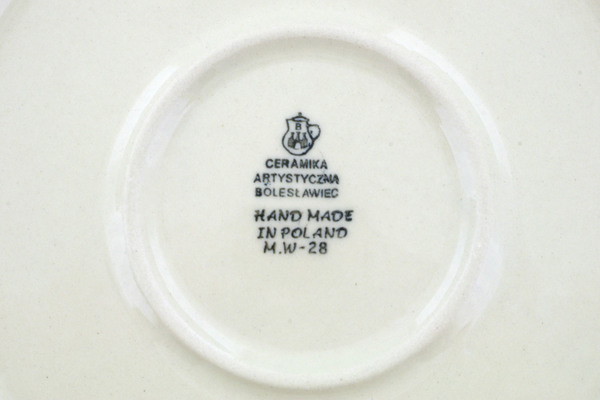 B
CERAMIKA
ARTYSTYCZNA
BOLESŁAWIEC
HAND MADE
IN POLAND
M.W-28